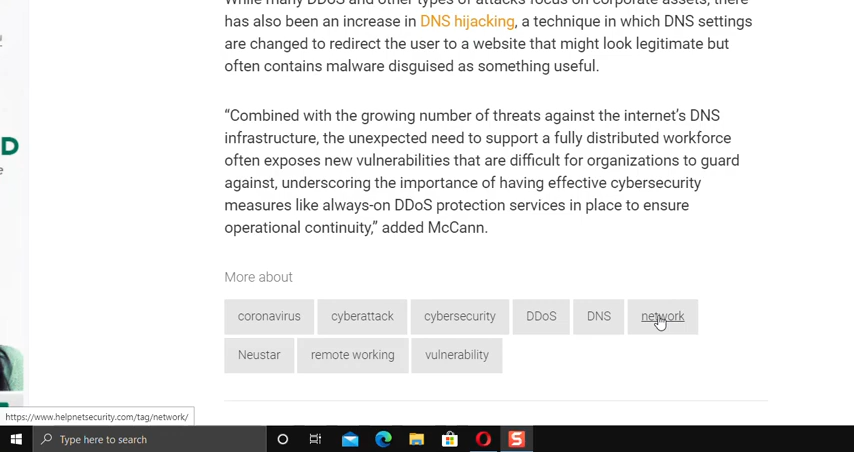 While many DDoS and other types of attacks focus on corporate assets, there
has also been an increase in DNS hijacking, a technique in which DNS settings
are changed to redirect the user to a website that might look legitimate but
often contains malware disguised as something useful.
“Combined with the growing number of threats against the internet’s DNS
infrastructure, the unexpected need to support a fully distributed workforce
often exposes new vulnerabilities that are difficult for organizations to guard
against, underscoring the importance of having effective cybersecurity
measures like always-on DDoS protection services in place to ensure
operational continuity,” added McCann.
More about
coronavirus cyberattack cybersecurity DDoS DNS network
Neustar remote working vulnerability
https://www.helpnetsecurity.com/tag/network/
Type here to search
D
S